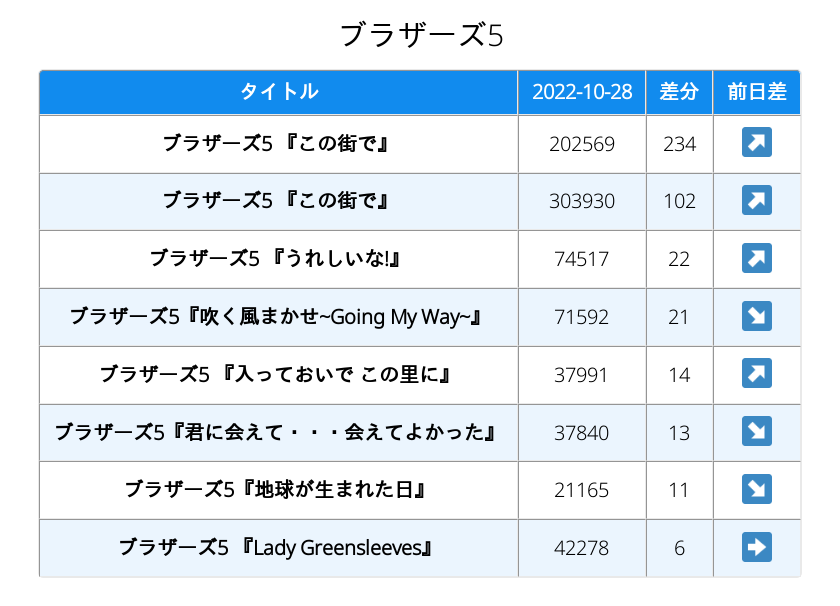 ブラザーズ5
タイトル 2022-10-28 差分 前日差
ブラザーズ5 『この街で』 202569 234
ブラザーズ5 『この街で』 303930 102
ブラザーズ5 『うれしいな!』 74517 22
ブラザーズ5『吹く風まかせ~Going My Way~』 71592 21
ブラザーズ5 『入っておいで この里に』 37991 14
ブラザーズ5『君に会えて・・・会えてよかった』 37840 13
ブラザーズ5『地球が生まれた日』 21165 11
ブラザーズ5 『Lady Greensleeves』 42278 6